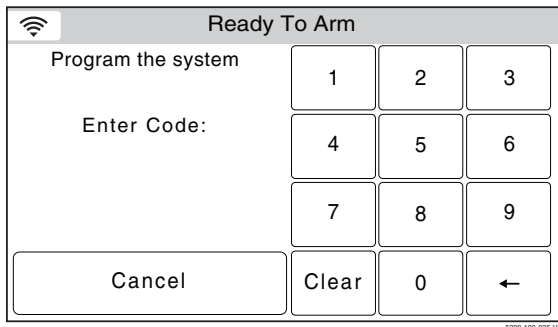 Ready To Arm
Program the system
1 2 3
Enter Code:
4 5 6
7 8 9
Cancel Clear 0 ←